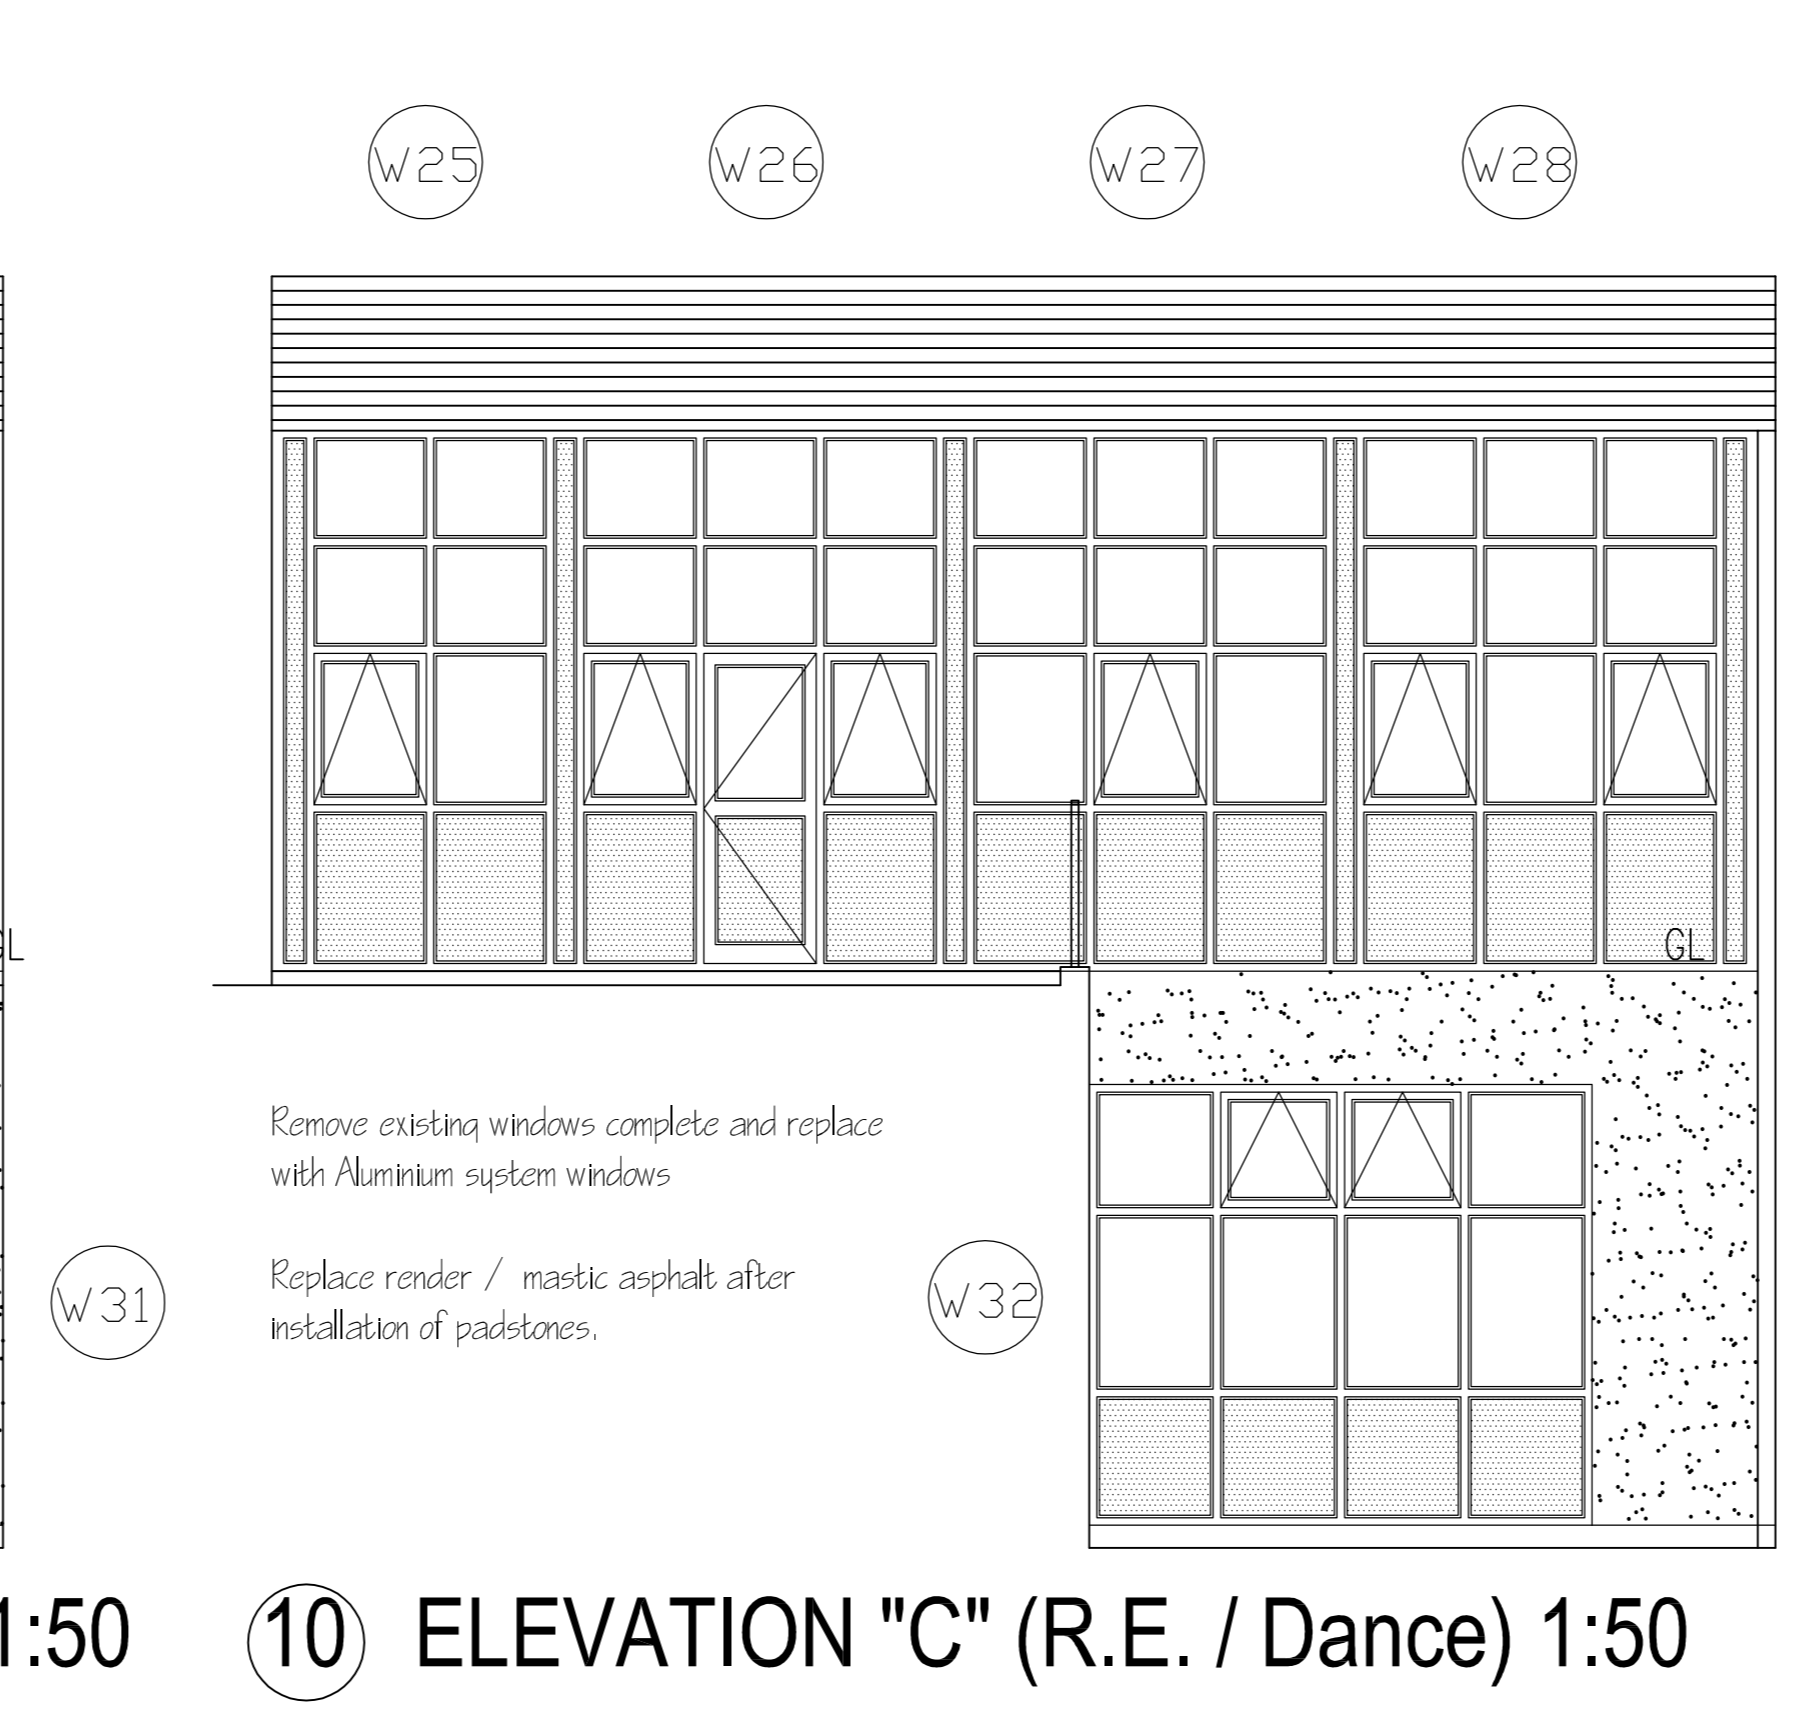 W25
W26
W27
W28
GL
GL
Remove existing windows complete and replace
with Aluminium system windows
W31
Replace render / mastic asphalt after
installation of padstones.
W32
1:50
10 ELEVATION "C" (R.E. / Dance) 1:50